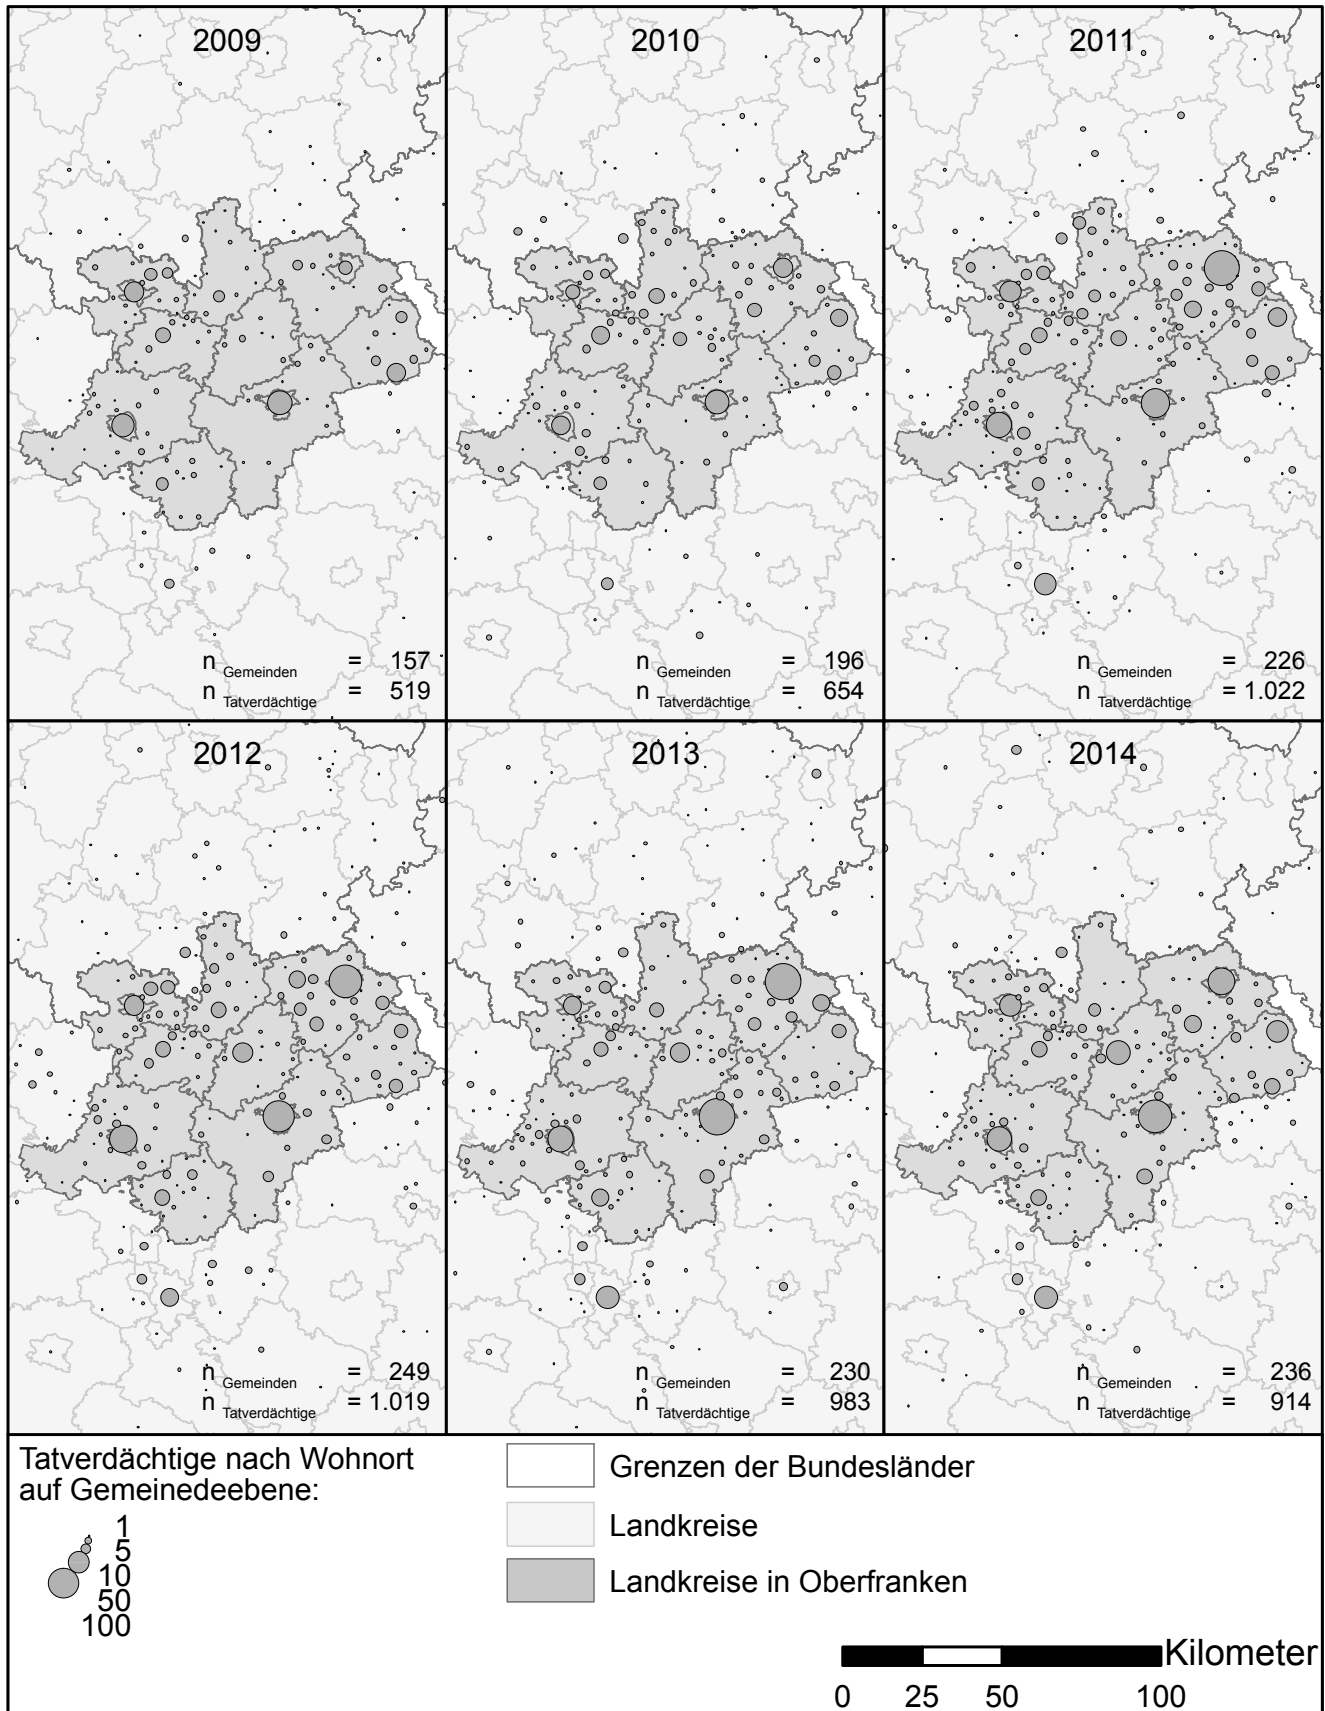 2009
2010
2011
n Gemeinden = 157
n Tatverdächtige = 519
n Gemeinden = 196
n Tatverdächtige = 654
n Gemeinden = 226
n Tatverdächtige = 1.022
2012
2013
2014
n Gemeinden = 249
n Tatverdächtige = 1.019
n Gemeinden = 230
n Tatverdächtige = 983
n Gemeinden = 236
n Tatverdächtige = 914
Tatverdächtige nach Wohnort
auf Gemeinedeebene:
1
5
10
50
100
Grenzen der Bundesländer
Landkreise
Landkreise in Oberfranken
Kilometer
0 25 50 100